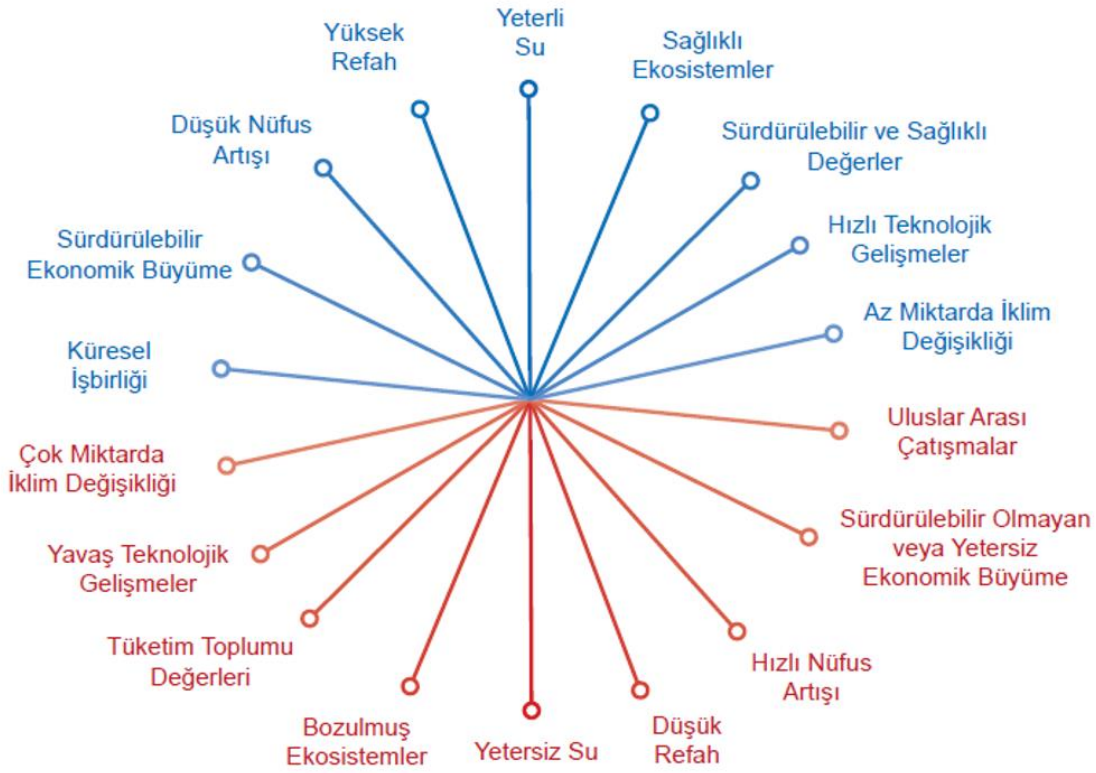 Yeterli
Su
Yüksek
Refah
Sağlıklı
Ekosistemler
Düşük Nüfus
Artışı
Sürdürülebilir ve Sağlıklı
Değerler
Sürdürülebilir
Ekonomik Büyüme
Hızlı Teknolojik
Gelişmeler
Küresel
İşbirliği
Az Miktarda İklim
Değişikliği
Çok Miktarda
İklim Değişikliği
Uluslar Arası
Çatışmalar
Yavaş Teknolojik
Gelişmeler
Sürdürülebilir Olmayan
veya Yetersiz
Ekonomik Büyüme
Tüketim Toplumu
Değerleri
Hızlı Nüfus
Artışı
Bozulmuş
Ekosistemler
Yetersiz Su
Düşük
Refah